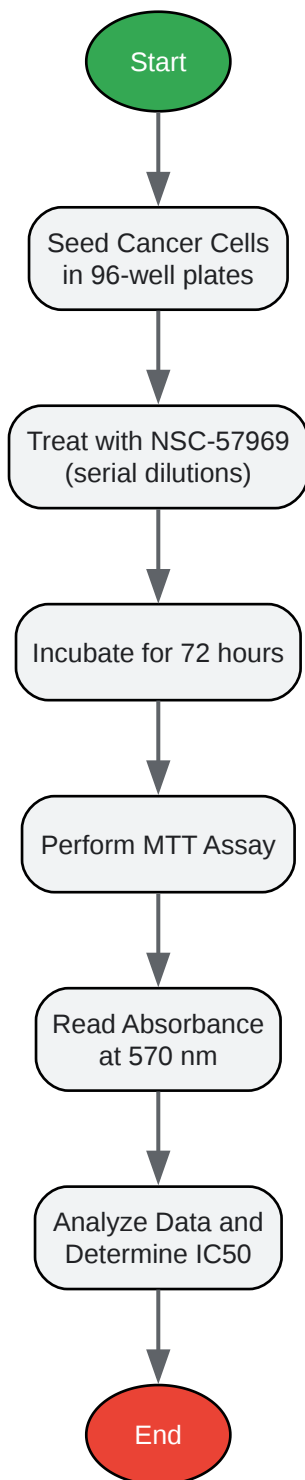 Start
Seed Cancer Cells
in 96-well plates
Treat with NSC-57969
(serial dilutions)
Incubate for 72 hours
Perform MTT Assay
Read Absorbance
at 570 nm
Analyze Data and
Determine IC50
End